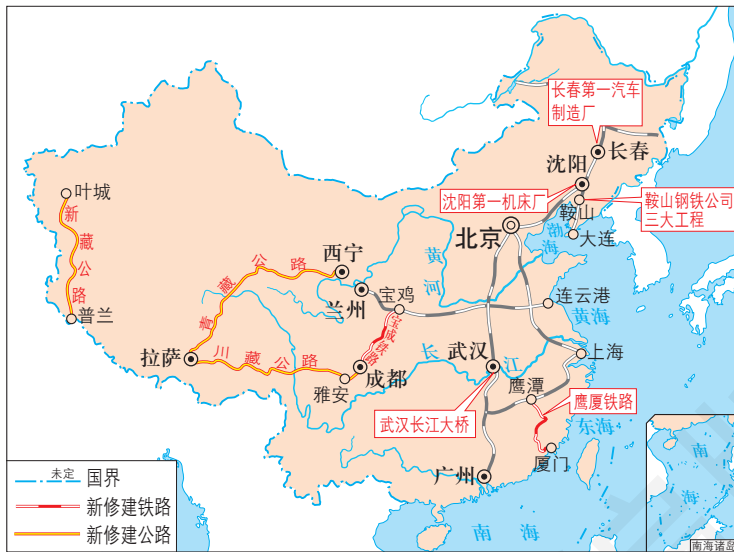 长春第一汽车
制造厂
长春
沈阳
沈阳第一机床厂
鞍山
鞍山钢铁公司
三大工程
叶城
新藏公路
普兰
北京
渤海
大连
西宁
黄河
青藏公路
兰州
宝鸡
连云港
黄海
宝成铁路
拉萨
川藏公路
长江
武汉
上海
成都
雅安
鹰潭
鹰厦铁路
武汉长江大桥
东海
厦门
广州
南海
南
海
南海诸岛
未定
国界
新修建铁路
新修建公路